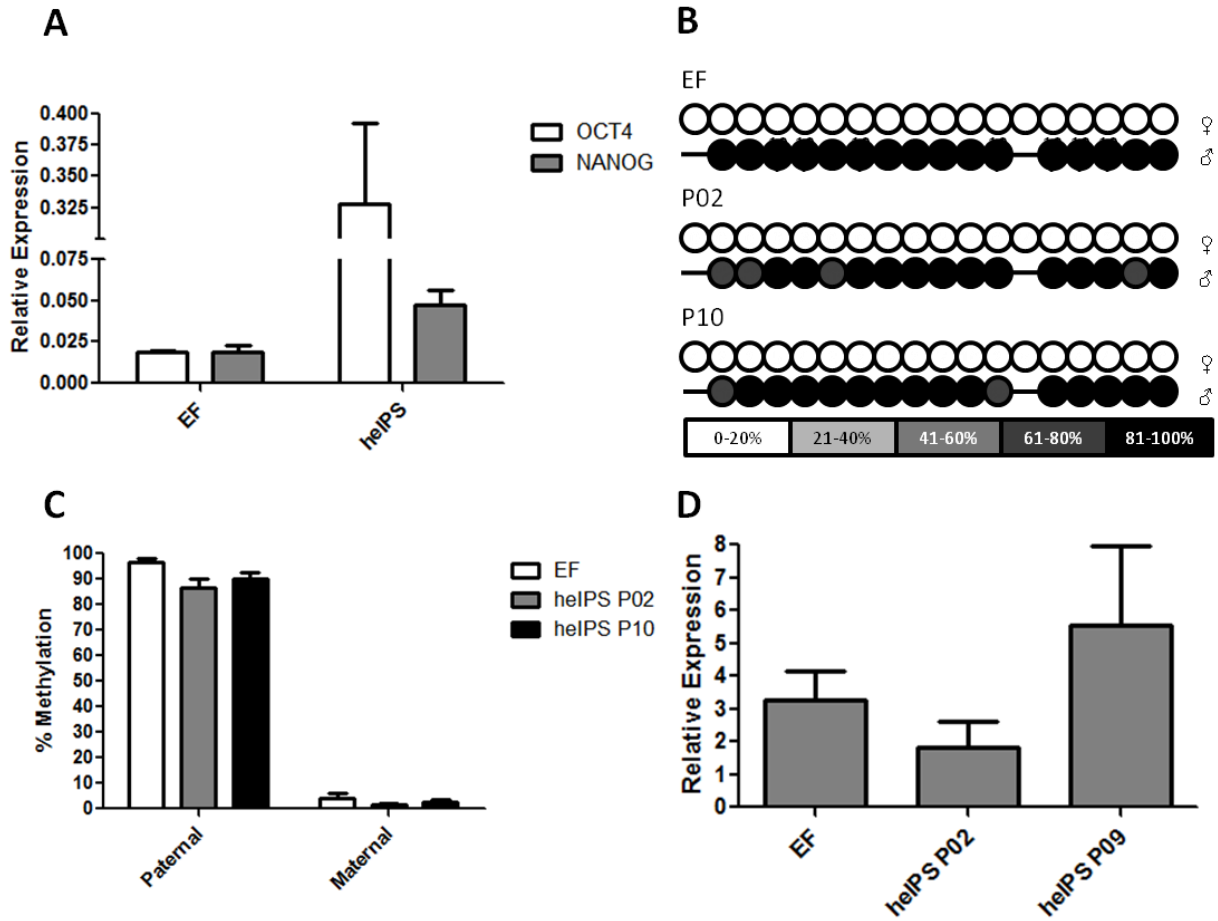 A
Relative Expression
0.400
0.375
0.350
0.325
0.075
0.050
0.025
0.000
EF
heIPS
OCT4
NANOG
B
EF
♀
♂
P02
♀
♂
P10
♀
♂
0-20% 21-40% 41-60% 61-80% 81-100%
C
% Methylation
100
90
80
70
60
50
40
30
20
10
0
Paternal
Maternal
EF
heIPS P02
heIPS P10
D
Relative Expression
8
7
6
5
4
3
2
1
0
EF
heIPS P02
heIPS P09